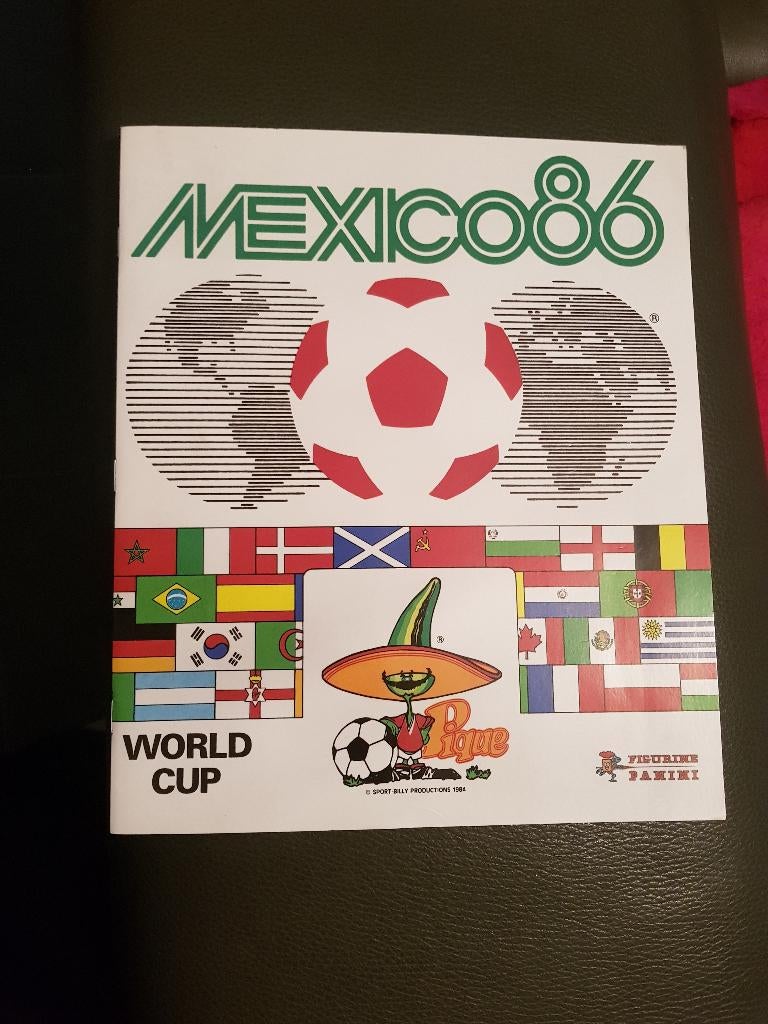 MEXICO86
®
®
Pique
WORLD
CUP
© SPORT-BILLY PRODUCTIONS 1984
FIGURINE
PANINI